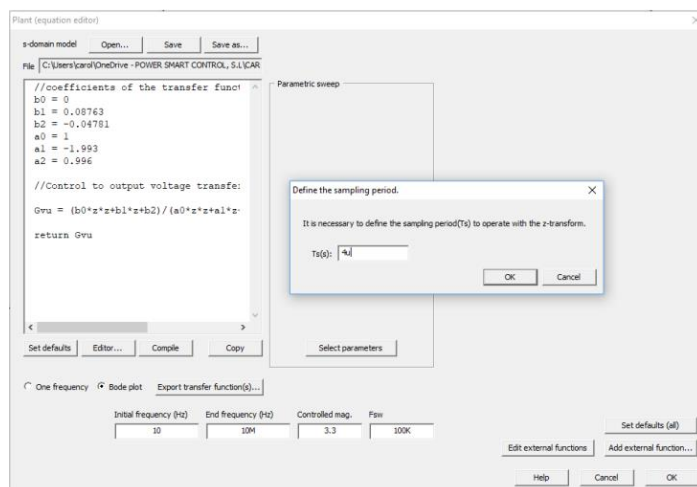 Plant (equation editor)
s-domain model Open... Save Save as...
File C:\Users\carol\OneDrive - POWER SMART CONTROL, S.L\CAR
//coefficients of the transfer funct
b0 = 0
b1 = 0.08763
b2 = -0.04781
a0 = 1
a1 = -1.993
a2 = 0.996
//Control to output voltage transfe
Gvu = (b0*z*z+b1*z+b2)/(a0*z*z+a1*z
return Gvu
Parametric sweep
Define the sampling period.
It is necessary to define the sampling period(Ts) to operate with the z-transform.
Ts(s): 4u
OK Cancel
Set defaults Editor... Compile Copy Select parameters
One frequency Bode plot Export transfer function(s)...
Initial frequency (Hz) End frequency (Hz) Controlled mag. Fsw
10 10M 3.3 100K
Set defaults (all)
Edit external functions Add external function...
Help Cancel OK